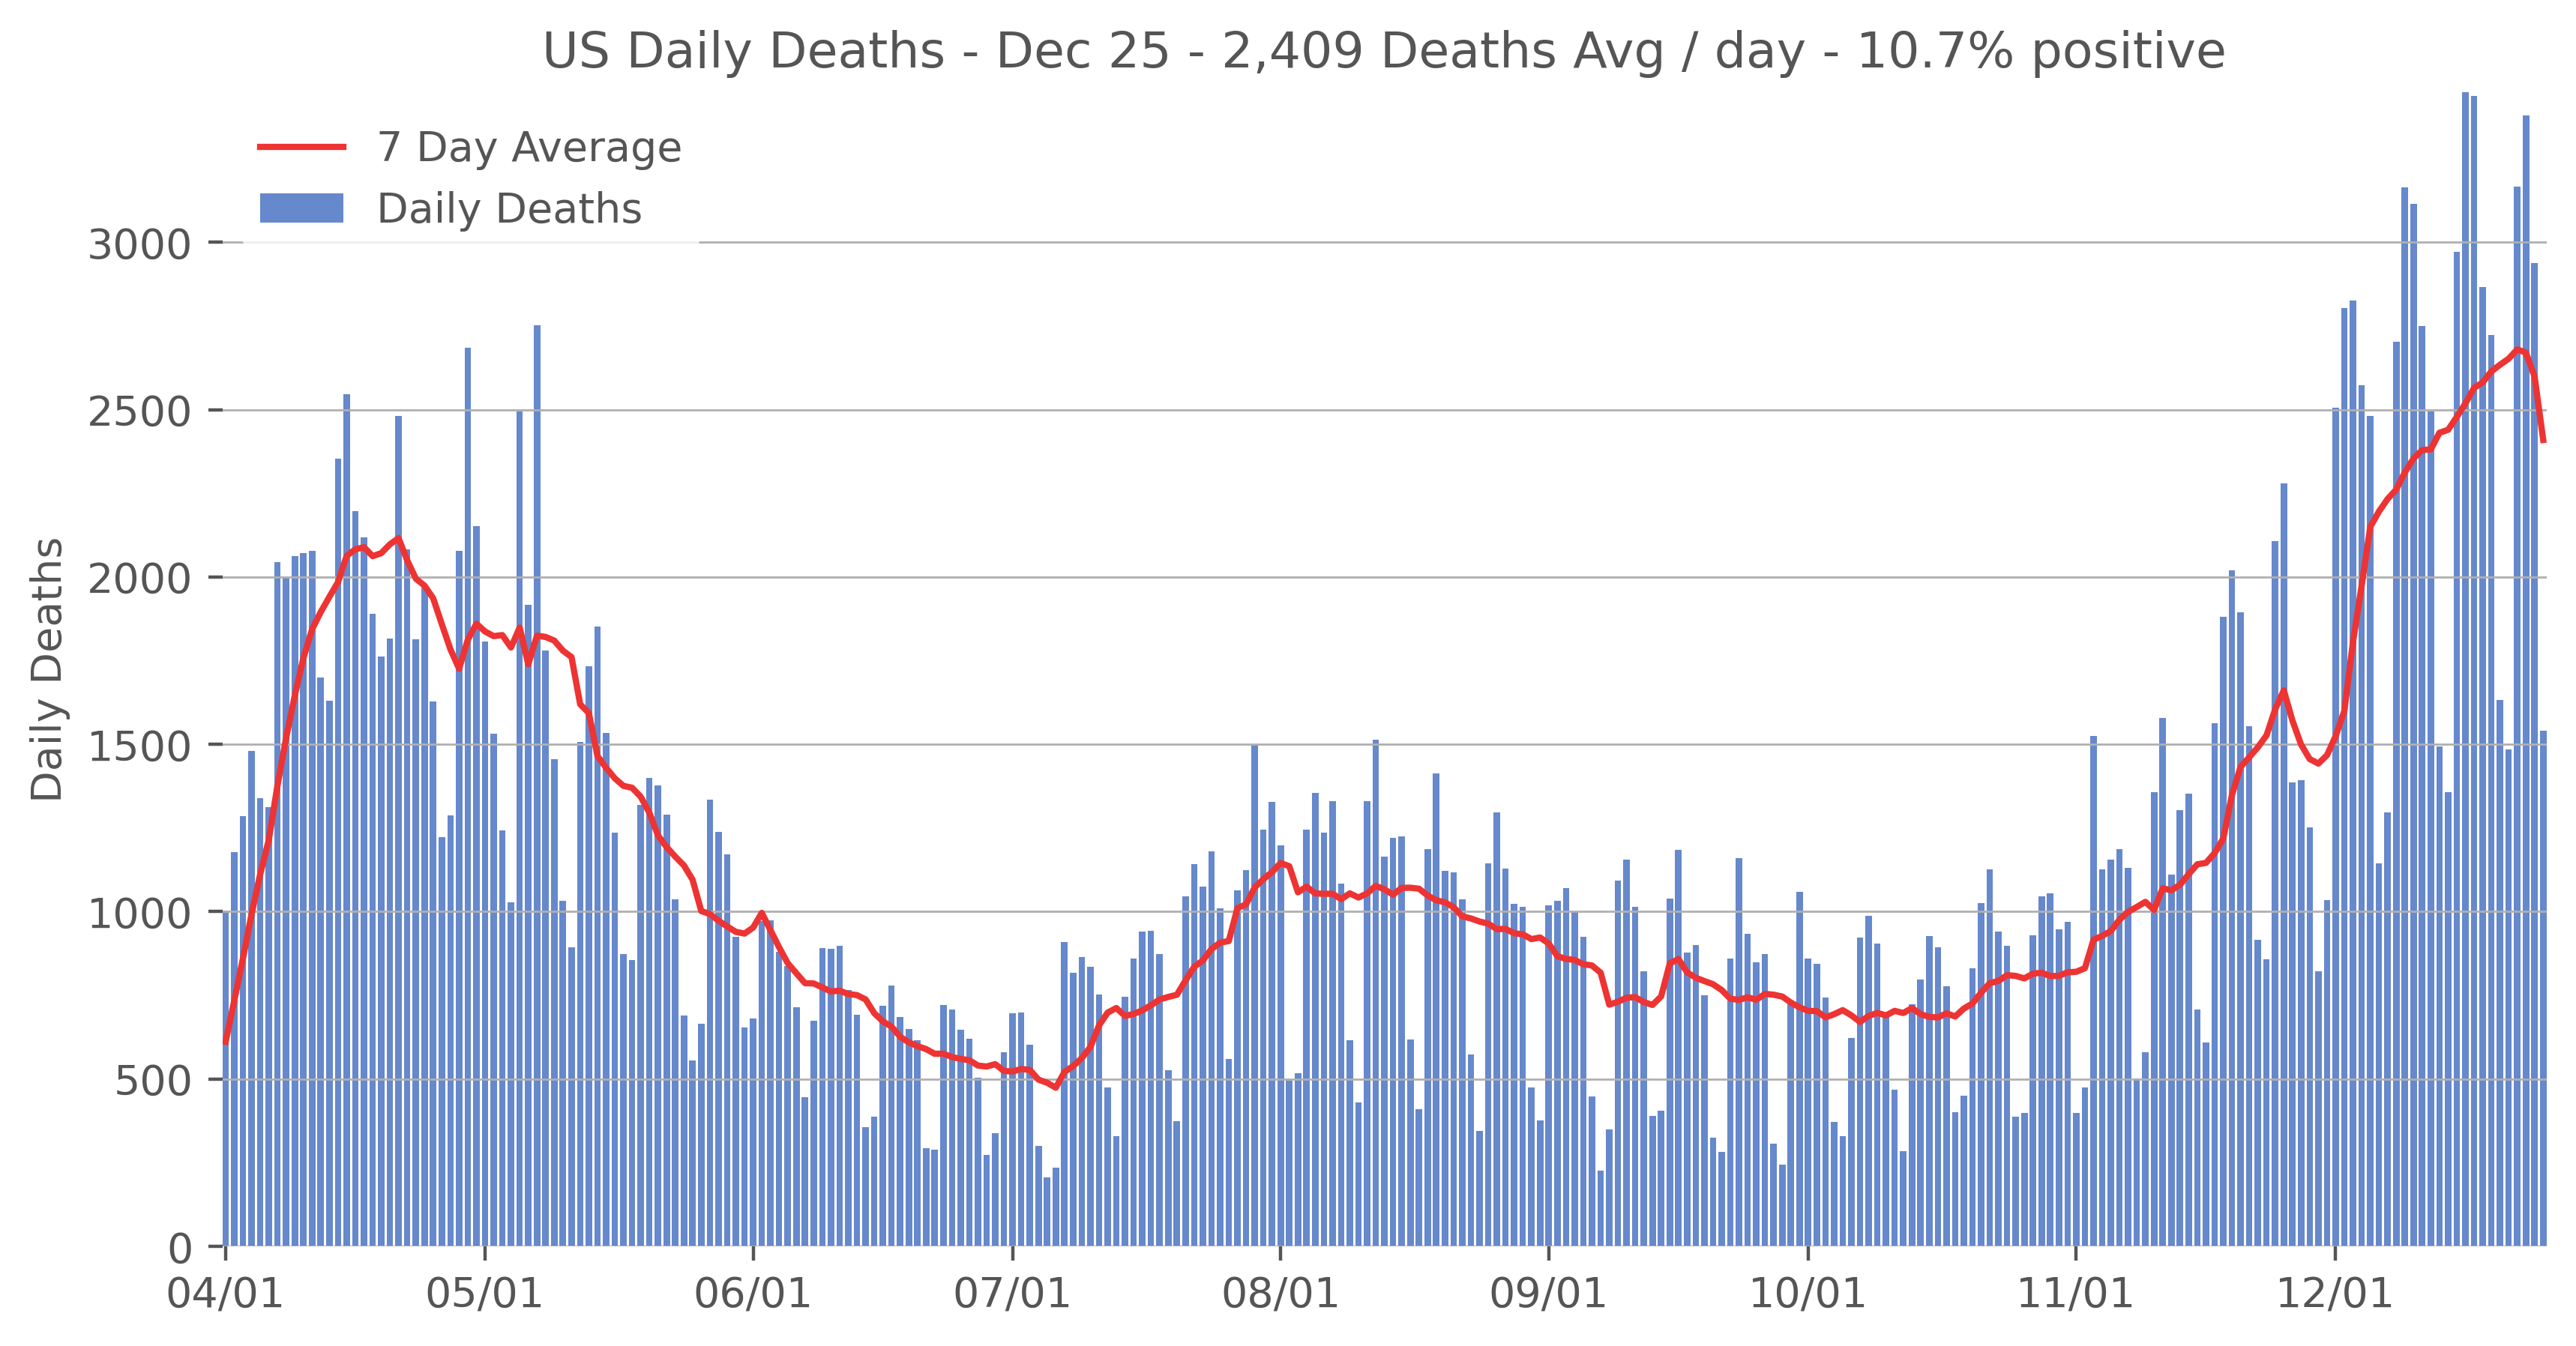 US Daily Deaths - Dec 25 - 2,409 Deaths Avg / day - 10.7% positive
7 Day Average
Daily Deaths
3000
2500
2000
1500
1000
500
0
Daily Deaths
04/01 05/01 06/01 07/01 08/01 09/01 10/01 11/01 12/01